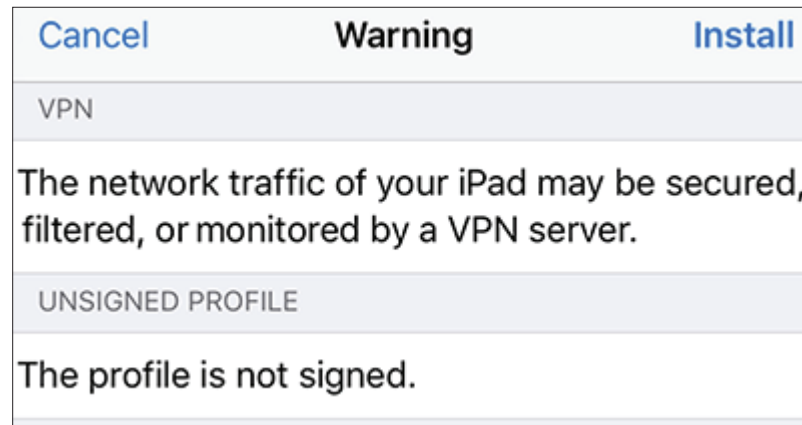 Cancel Warning Install
VPN
The network traffic of your iPad may be secured,
filtered, or monitored by a VPN server.
UNSIGNED PROFILE
The profile is not signed.